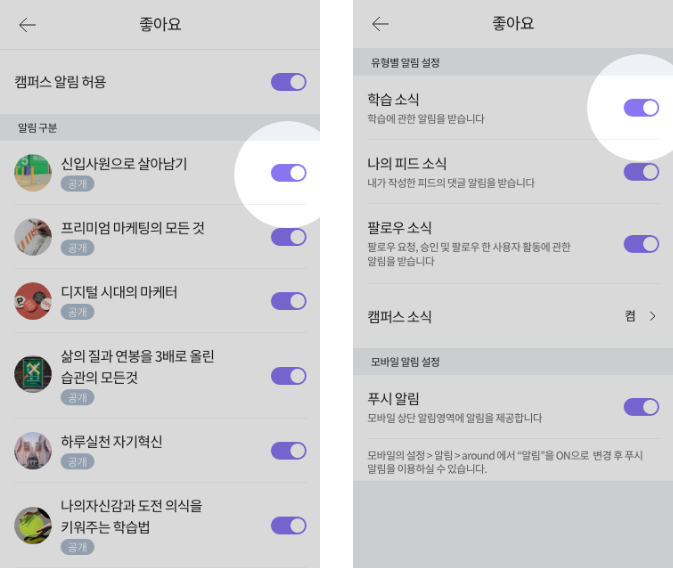 좋아요
캠퍼스 알림 허용
알림 구분
신입사원으로 살아남기
공개
프리미엄 마케팅의 모든 것
공개
디지털 시대의 마케터
공개
삶의 질과 연봉을 3배로 올린
습관의 모든것
공개
하루실천 자기혁신
공개
나의자신감과 도전 의식을
키워주는 학습법
공개
좋아요
유형별 알림 설정
학습 소식
학습에 관한 알림을 받습니다
나의 피드 소식
내가 작성한 피드의 댓글 알림을 받습니다
팔로우 소식
팔로우 요청, 승인 및 팔로우 한 사용자 활동에 관한
알림을 받습니다
캠퍼스 소식 켬
모바일 알림 설정
푸시 알림
모바일 상단 알림영역에 알림을 제공합니다
모바일의 설정 > 알림 > around 에서 “알림”을 ON으로 변경 후 푸시
알림을 이용하실 수 있습니다.